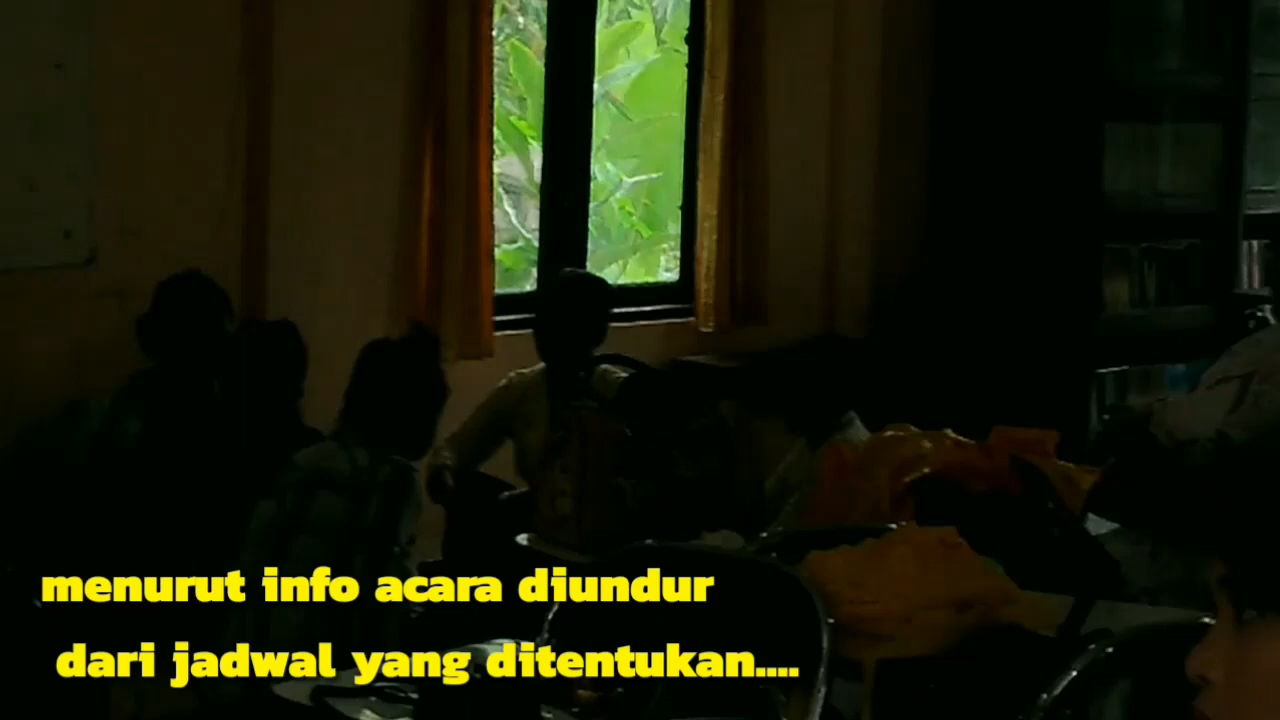 menurut info acara diundur
dari jadwal yang ditentukan....